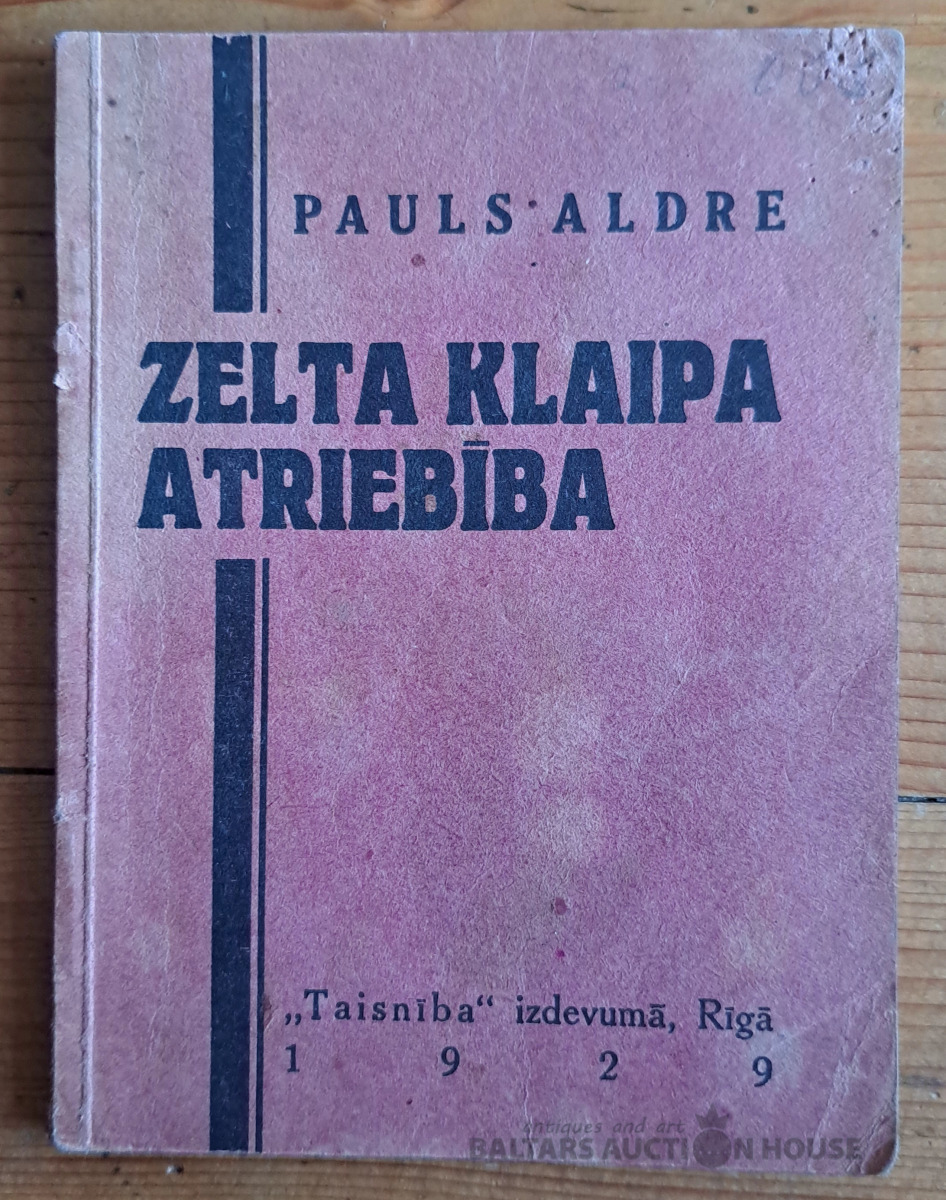 PAULS ALDRE
ZELTA KLAIPA
ATRIEBĪBA
„Taisnība“ izdevumā, Rīgā
1 9 2 9
antiques and art
BALTARS AUCTION HOUSE